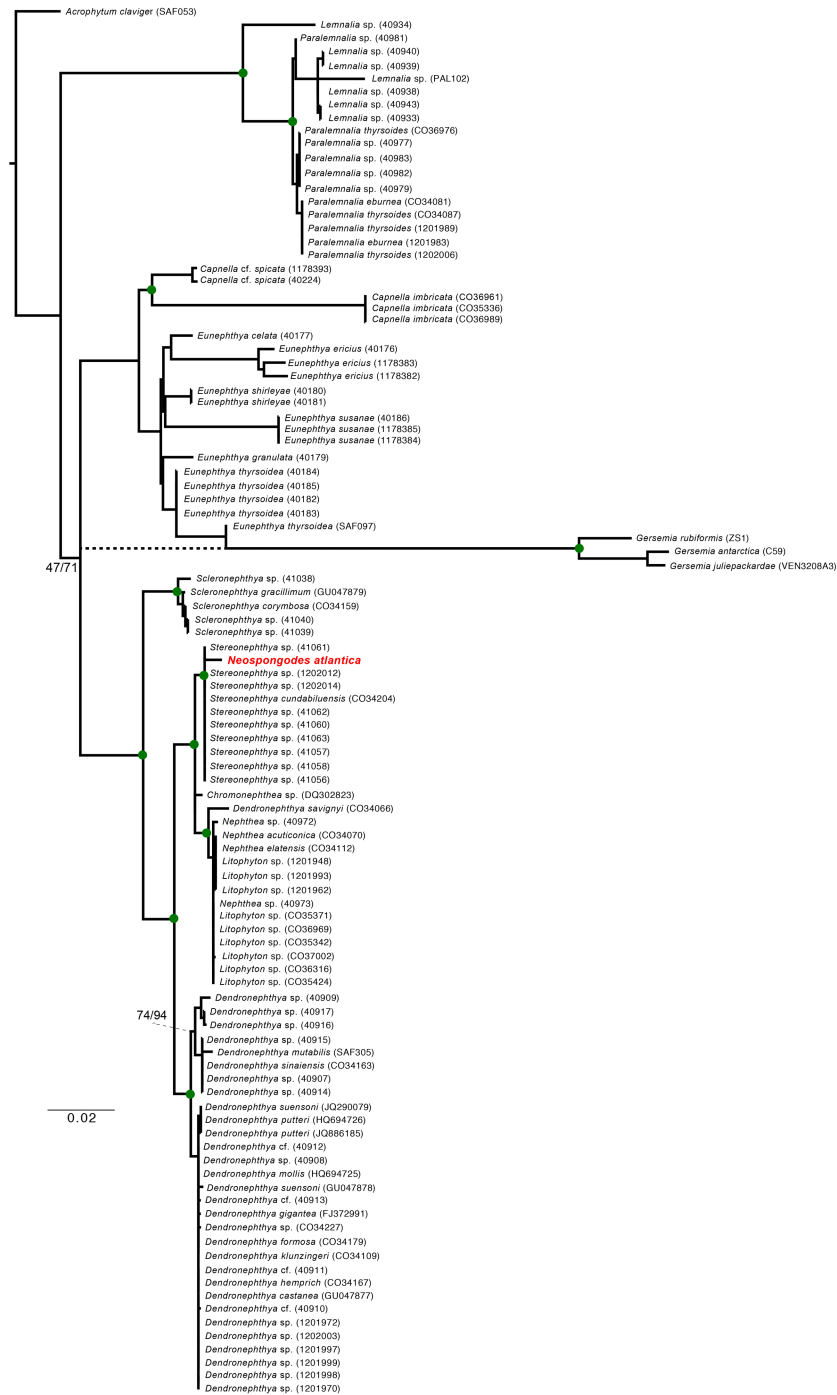 Acrophytum claviger (SAF053)
Lemnalia sp. (40934)
Paralemnalia sp. (40981)
Lemnalia sp. (40940)
Lemnalia sp. (40939)
Lemnalia sp. (PAL102)
Lemnalia sp. (40938)
Lemnalia sp. (40943)
Lemnalia sp. (40933)
Paralemnalia thyrsoides (CO36976)
Paralemnalia sp. (40977)
Paralemnalia sp. (40983)
Paralemnalia sp. (40982)
Paralemnalia sp. (40979)
Paralemnalia eburnea (CO34081)
Paralemnalia thyrsoides (CO34087)
Paralemnalia thyrsoides (1201989)
Paralemnalia eburnea (1201983)
Paralemnalia thyrsoides (1202006)
Capnella cf. spicata (1178393)
Capnella cf. spicata (40224)
Capnella imbricata (CO36961)
Capnella imbricata (CO35336)
Capnella imbricata (CO36989)
Eunephthya celata (40177)
Eunephthya ericius (40176)
Eunephthya ericius (1178383)
Eunephthya ericius (1178382)
Eunephthya shirleyae (40180)
Eunephthya shirleyae (40181)
Eunephthya susanae (40186)
Eunephthya susanae (1178385)
Eunephthya susanae (1178384)
Eunephthya granulata (40179)
Eunephthya thyrsoidea (40184)
Eunephthya thyrsoidea (40185)
Eunephthya thyrsoidea (40182)
Eunephthya thyrsoidea (40183)
Eunephthya thyrsoidea (SAF097)
Gersemia rubiformis (ZS1)
Gersemia antarctica (C59)
Gersemia juliepackardae (VEN3208A3)
47/71
Scleronephthya sp. (41038)
Scleronephthya gracillimum (GU047879)
Scleronephthya corymbosa (CO34159)
Scleronephthya sp. (41040)
Scleronephthya sp. (41039)
Stereonephthya sp. (41061)
Neospongodes atlantica
Stereonephthya sp. (1202012)
Stereonephthya sp. (1202014)
Stereonephthya cundabiluensis (CO34204)
Stereonephthya sp. (41062)
Stereonephthya sp. (41060)
Stereonephthya sp. (41063)
Stereonephthya sp. (41057)
Stereonephthya sp. (41058)
Stereonephthya sp. (41056)
Chromonephthea sp. (DQ302823)
Dendronephthya savignyi (CO34066)
Nephthea sp. (40972)
Nephthea acuticonica (CO34070)
Nephthea elatensis (CO34112)
Litophyton sp. (1201948)
Litophyton sp. (1201993)
Litophyton sp. (1201962)
Nephthea sp. (40973)
Litophyton sp. (CO35371)
Litophyton sp. (CO36969)
Litophyton sp. (CO35342)
Litophyton sp. (CO37002)
Litophyton sp. (CO36316)
Litophyton sp. (CO35424)
Dendronephthya sp. (40909)
Dendronephthya sp. (40917)
74/94
Dendronephthya sp. (40916)
Dendronephthya sp. (40915)
Dendronephthya mutabilis (SAF305)
Dendronephthya sinaiensis (CO34163)
Dendronephthya sp. (40907)
Dendronephthya sp. (40914)
Dendronephthya suensoni (JQ290079)
0.02
Dendronephthya putteri (HQ694726)
Dendronephthya putteri (JQ886185)
Dendronephthya cf. (40912)
Dendronephthya sp. (40908)
Dendronephthya mollis (HQ694725)
Dendronephthya suensoni (GU047878)
Dendronephthya cf. (40913)
Dendronephthya gigantea (FJ372991)
Dendronephthya sp. (CO34227)
Dendronephthya formosa (CO34179)
Dendronephthya klunzingeri (CO34109)
Dendronephthya cf. (40911)
Dendronephthya hemprich (CO34167)
Dendronephthya castanea (GU047877)
Dendronephthya cf. (40910)
Dendronephthya sp. (1201972)
Dendronephthya sp. (1202003)
Dendronephthya sp. (1201997)
Dendronephthya sp. (1201999)
Dendronephthya sp. (1201998)
Dendronephthya sp. (1201970)